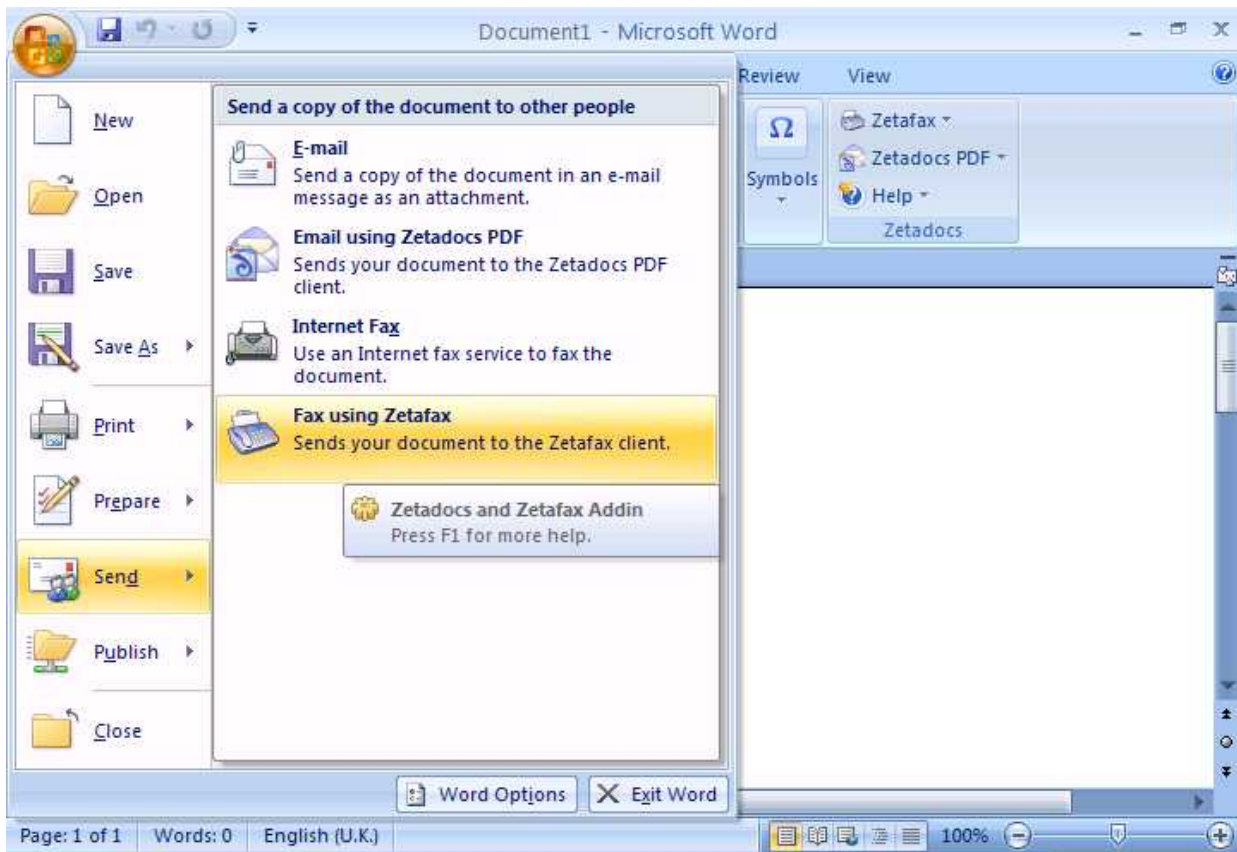 Document1 - Microsoft Word
Review View
New
Open
Save
Save As
Print
Prepare
Send
Publish
Close
Send a copy of the document to other people
E-mail
Send a copy of the document in an e-mail
message as an attachment.
Email using Zetadocs PDF
Sends your document to the Zetadocs PDF
client.
Internet Fax
Use an Internet fax service to fax the
document.
Fax using Zetafax
Sends your document to the Zetafax client.
Zetadocs and Zetafax Addin
Press F1 for more help.
Ω
Symbols
Zetafax
Zetadocs PDF
Help
Zetadocs
Word Options
Exit Word
Page: 1 of 1 Words: 0 English (U.K.) 100%